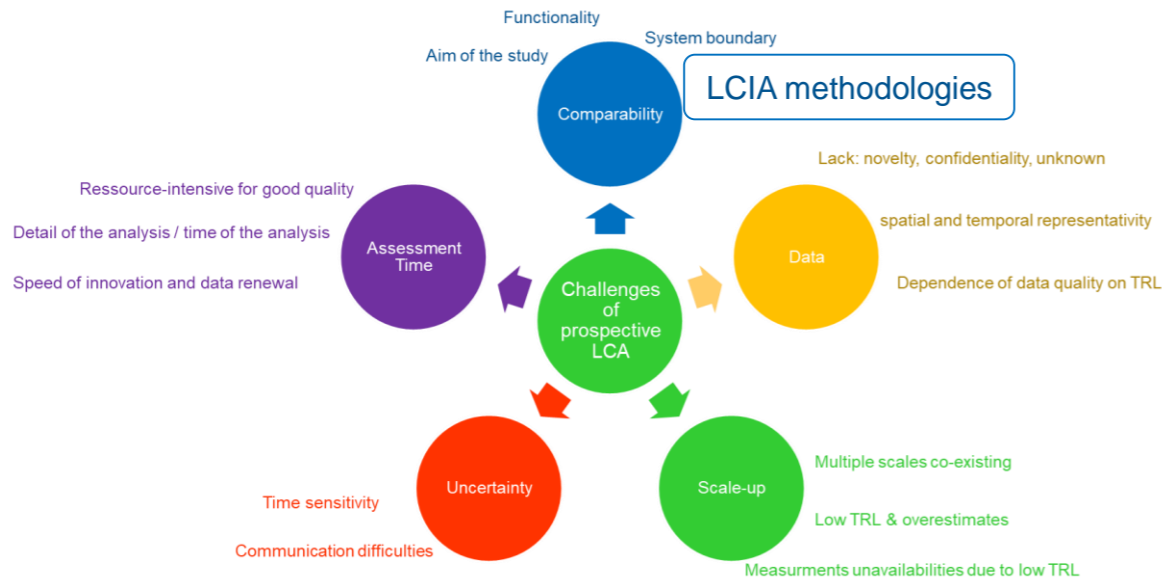 Functionality
System boundary
Aim of the study
LCIA methodologies
Comparability
Lack: novelty, confidentiality, unknown
Ressource-intensive for good quality
spatial and temporal representativity
Detail of the analysis / time of the analysis
Assessment
Time
Data
Speed of innovation and data renewal
Dependence of data quality on TRL
Challenges
of
prospective
LCA
Multiple scales co-existing
Uncertainty
Scale-up
Time sensitivity
Low TRL & overestimates
Communication difficulties
Measurments unavailabilities due to low TRL